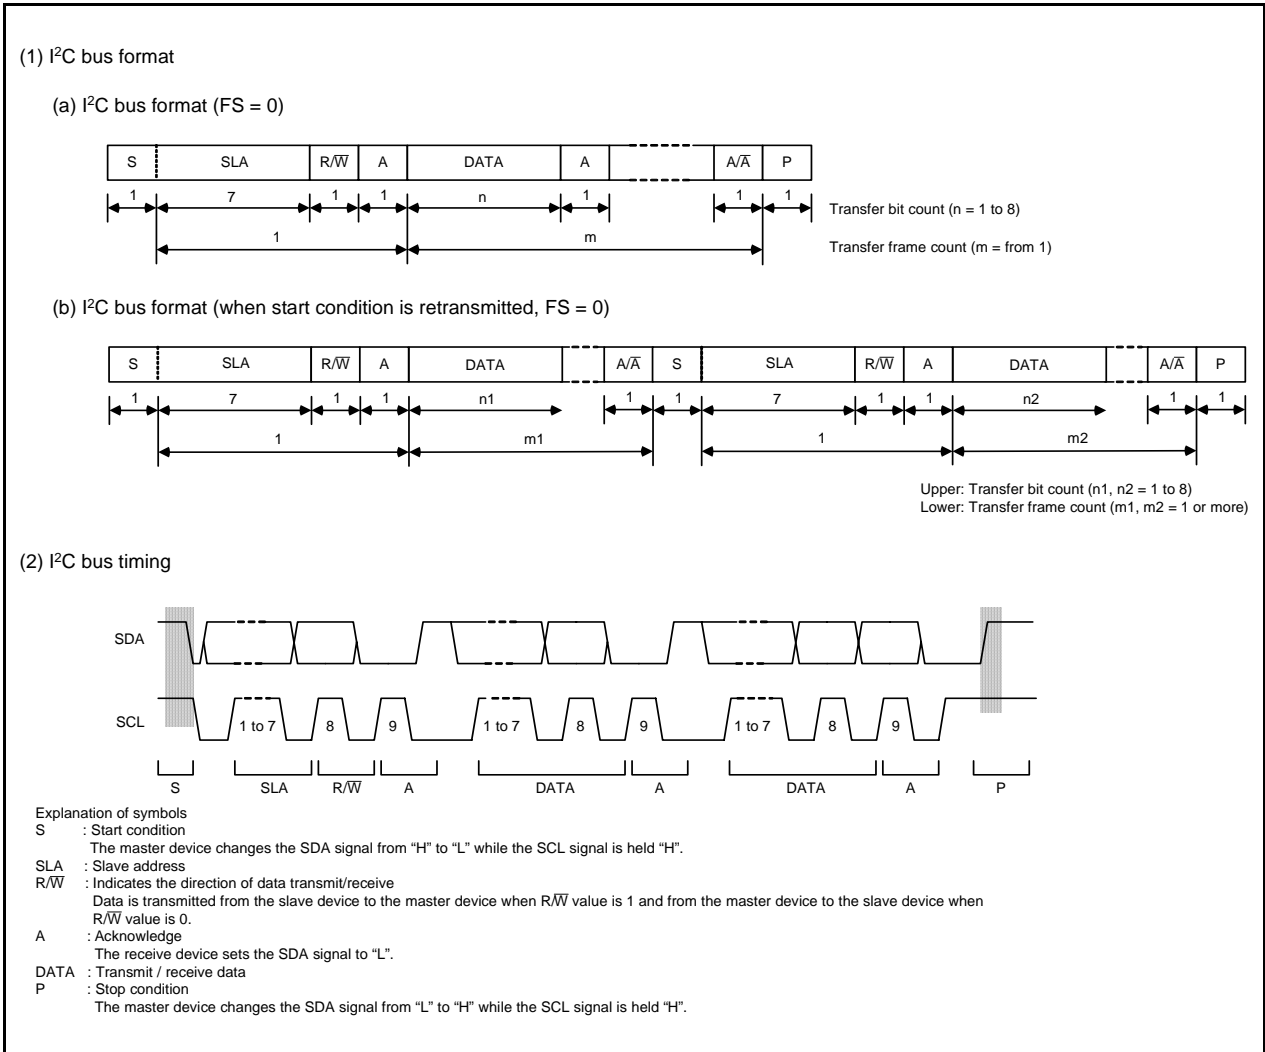 (1) I²C bus format
(a) I²C bus format (FS = 0)
S SLA R/W̅ A DATA A A/A̅ P
1 7 1 1 n 1 1 1
Transfer bit count (n = 1 to 8)
1 m
Transfer frame count (m = from 1)
(b) I²C bus format (when start condition is retransmitted, FS = 0)
S SLA R/W̅ A DATA A/A̅ S SLA R/W̅ A DATA A/A̅ P
1 7 1 1 n1 1 1 7 1 1 n2 1 1
1 m1 1 m2
Upper: Transfer bit count (n1, n2 = 1 to 8)
Lower: Transfer frame count (m1, m2 = 1 or more)
(2) I²C bus timing
SDA
SCL 1 to 7 8 9 1 to 7 8 9 1 to 7 8 9
S SLA R/W̅ A DATA A DATA A P
Explanation of symbols
S : Start condition
The master device changes the SDA signal from “H” to “L” while the SCL signal is held “H”.
SLA : Slave address
R/W̅ : Indicates the direction of data transmit/receive
Data is transmitted from the slave device to the master device when R/W̅ value is 1 and from the master device to the slave device when
R/W̅ value is 0.
A : Acknowledge
The receive device sets the SDA signal to “L”.
DATA : Transmit / receive data
P : Stop condition
The master device changes the SDA signal from “L” to “H” while the SCL signal is held “H”.